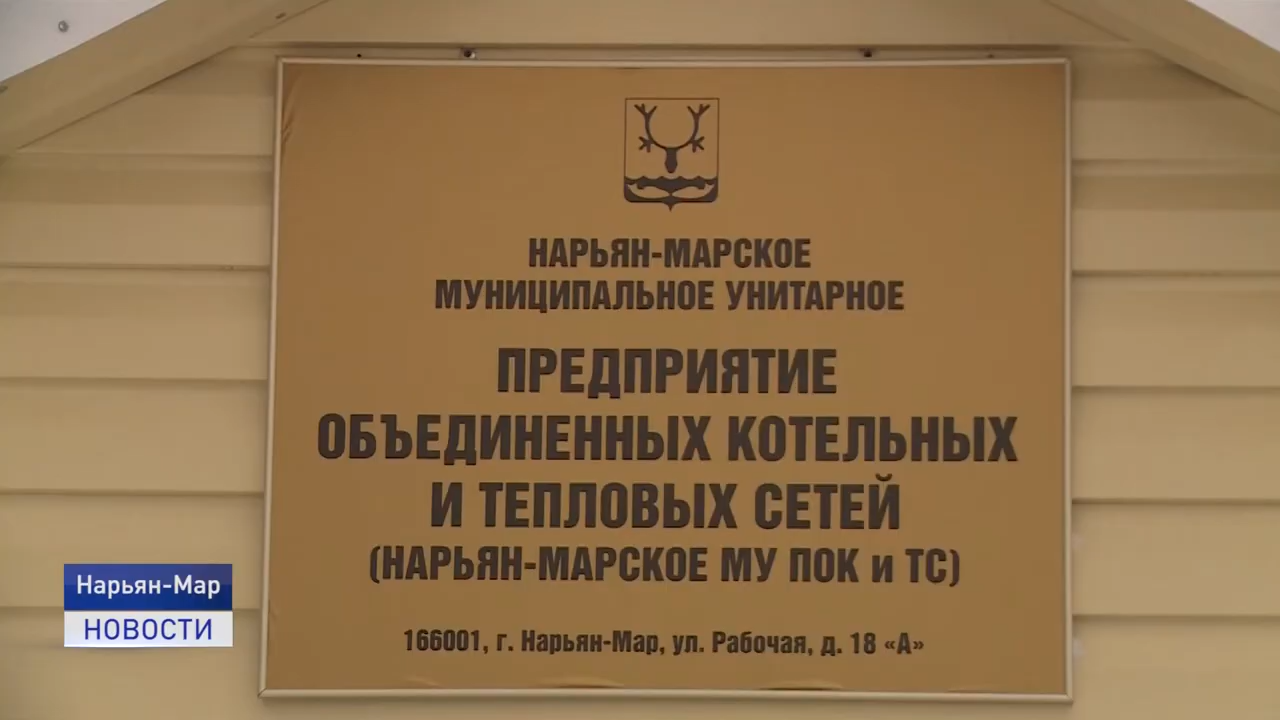 НАРЬЯН-МАРСКОЕ
МУНИЦИПАЛЬНОЕ УНИТАРНОЕ
ПРЕДПРИЯТИЕ
ОБЪЕДИНЕННЫХ КОТЕЛЬНЫХ
И ТЕПЛОВЫХ СЕТЕЙ
(НАРЬЯН-МАРСКОЕ МУ ПОК и ТС)
166001, г. Нарьян-Мар, ул. Рабочая, д. 18 «А»
Нарьян-Мар
НОВОСТИ